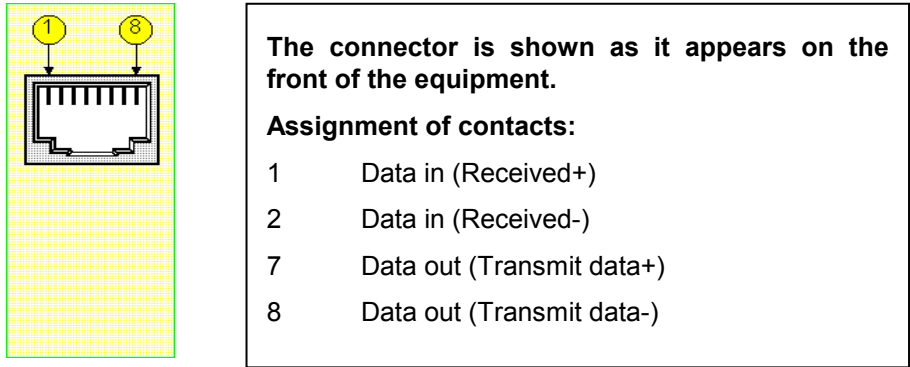 1 8
The connector is shown as it appears on the
front of the equipment.
Assignment of contacts:
1 Data in (Received+)
2 Data in (Received-)
7 Data out (Transmit data+)
8 Data out (Transmit data-)